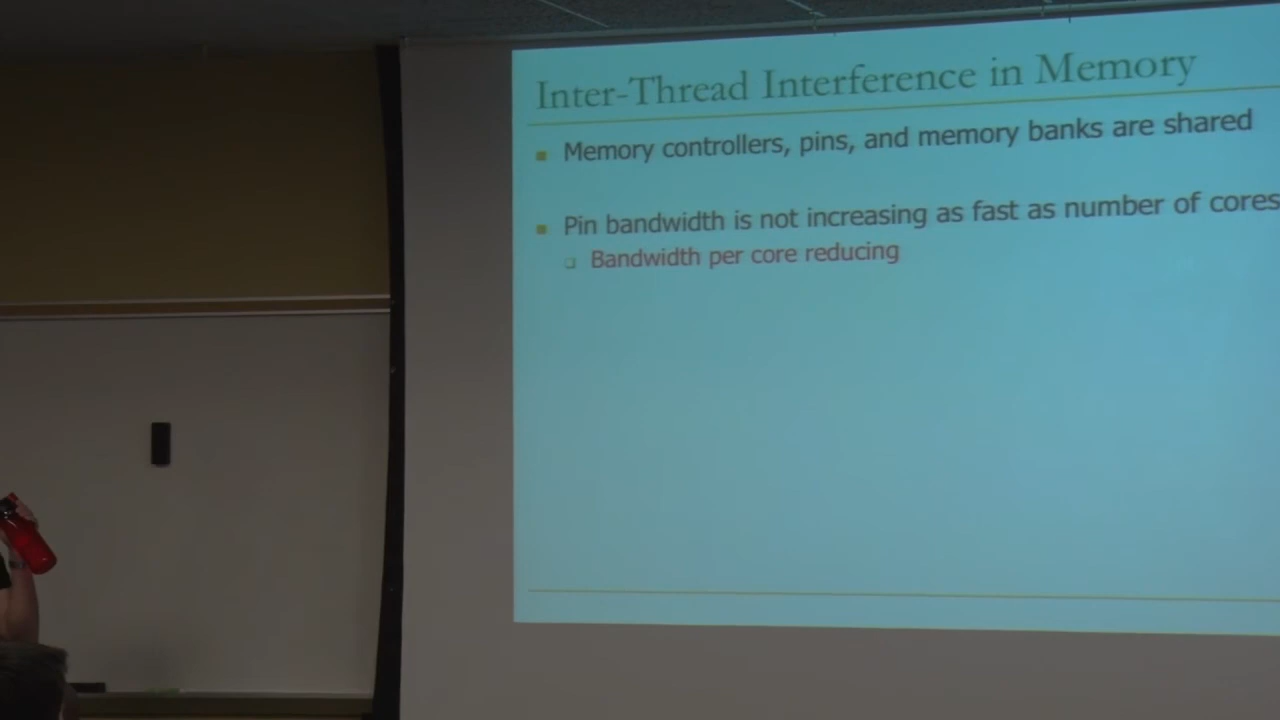 Inter-Thread Interference in Memory
Memory controllers, pins, and memory banks are shared
Pin bandwidth is not increasing as fast as number of cores
Bandwidth per core reducing